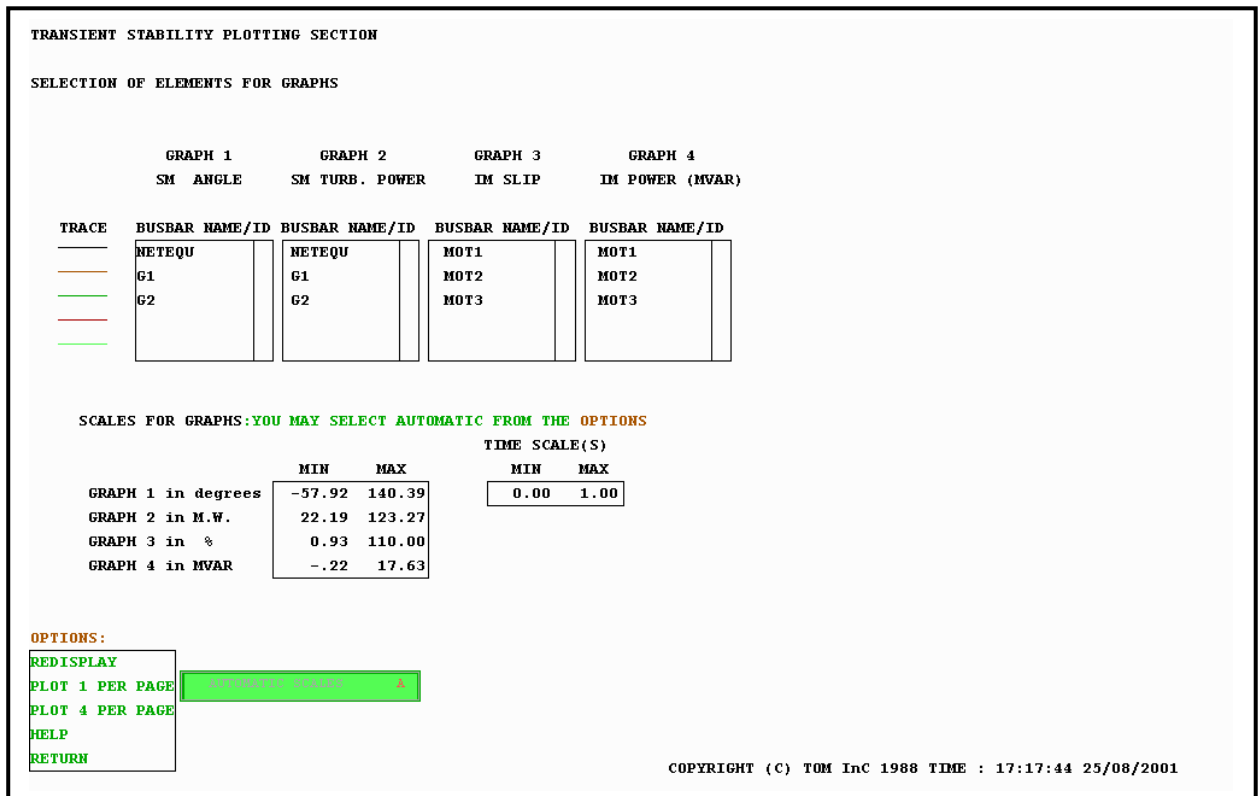 TRANSIENT STABILITY PLOTTING SECTION
SELECTION OF ELEMENTS FOR GRAPHS
GRAPH 1 GRAPH 2 GRAPH 3 GRAPH 4
SM ANGLE SM TURB. POWER IM SLIP IM POWER (MVAR)
TRACE BUSBAR NAME/ID BUSBAR NAME/ID BUSBAR NAME/ID BUSBAR NAME/ID
NETEQU NETEQU MOT1 MOT1
G1 G1 MOT2 MOT2
G2 G2 MOT3 MOT3
SCALES FOR GRAPHS:YOU MAY SELECT AUTOMATIC FROM THE OPTIONS
TIME SCALE(S)
MIN MAX MIN MAX
GRAPH 1 in degrees -57.92 140.39 0.00 1.00
GRAPH 2 in M.W. 22.19 123.27
GRAPH 3 in % 0.93 110.00
GRAPH 4 in MVAR -.22 17.63
OPTIONS:
REDISPLAY
PLOT 1 PER PAGE AUTOMATIC SCALES A
PLOT 4 PER PAGE
HELP
RETURN
COPYRIGHT (C) TOM InC 1988 TIME : 17:17:44 25/08/2001